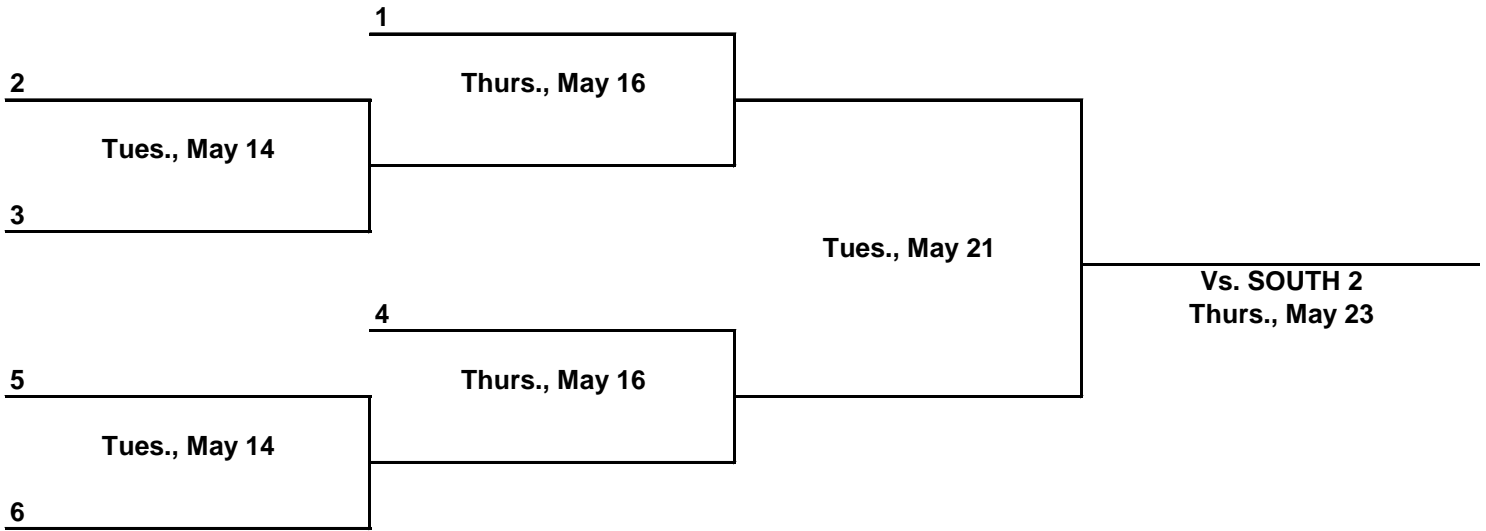 1
2
Thurs., May 16
Tues., May 14
3
Tues., May 21
Vs. SOUTH 2
Thurs., May 23
4
5
Thurs., May 16
Tues., May 14
6